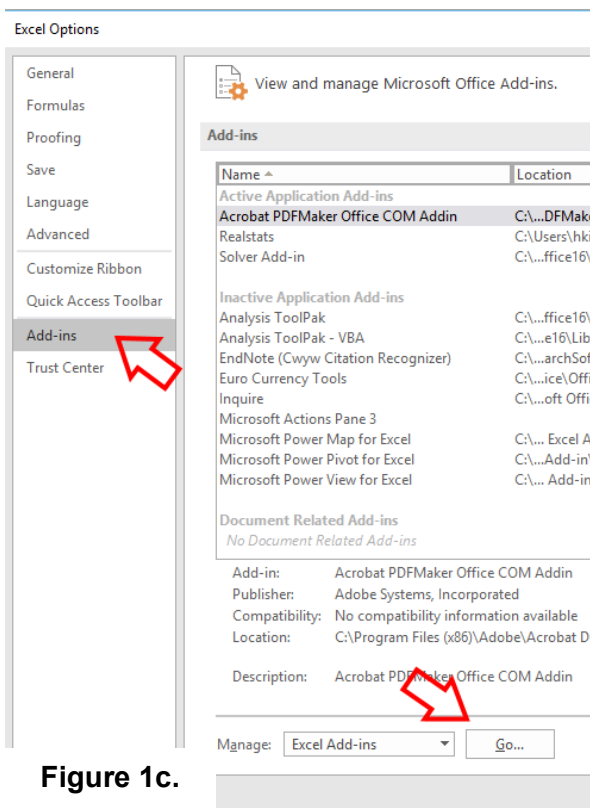 Excel Options
General
Formulas
Proofing
Save
Language
Advanced
Customize Ribbon
Quick Access Toolbar
Add-ins
Trust Center
View and manage Microsoft Office Add-ins.
Add-ins
Name Location
Active Application Add-ins
Acrobat PDFMaker Office COM Addin C:\...DFMake
Realstats C:\Users\hki
Solver Add-in C:\...ffice16\
Inactive Application Add-ins
Analysis ToolPak C:\...ffice16\
Analysis ToolPak - VBA C:\...e16\Lib
EndNote (Cwyw Citation Recognizer) C:\...archSof
Euro Currency Tools C:\...ice\Offi
Inquire C:\...oft Offi
Microsoft Actions Pane 3
Microsoft Power Map for Excel C:\... Excel A
Microsoft Power Pivot for Excel C:\...Add-in\
Microsoft Power View for Excel C:\... Add-in
Document Related Add-ins
No Document Related Add-ins
Add-in: Acrobat PDFMaker Office COM Addin
Publisher: Adobe Systems, Incorporated
Compatibility: No compatibility information available
Location: C:\Program Files (x86)\Adobe\Acrobat D
Description: Acrobat PDFMaker Office COM Addin
Manage: Excel Add-ins Go...
Figure 1c.